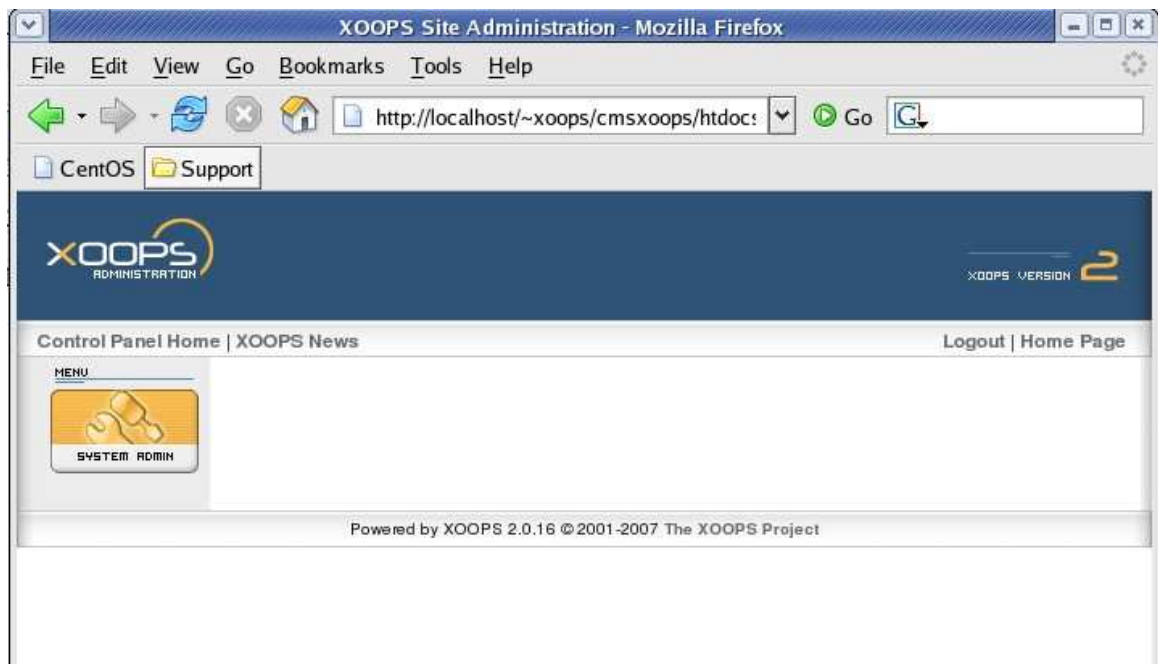 XOOPS Site Administration - Mozilla Firefox
File Edit View Go Bookmarks Tools Help
http://localhost/~xoops/cmsxoops/htdocs Go G
CentOS Support
XOOPS
ADMINISTRATION
XOOPS VERSION 2
Control Panel Home | XOOPS News Logout | Home Page
MENU
SYSTEM ADMIN
Powered by XOOPS 2.0.16 © 2001-2007 The XOOPS Project